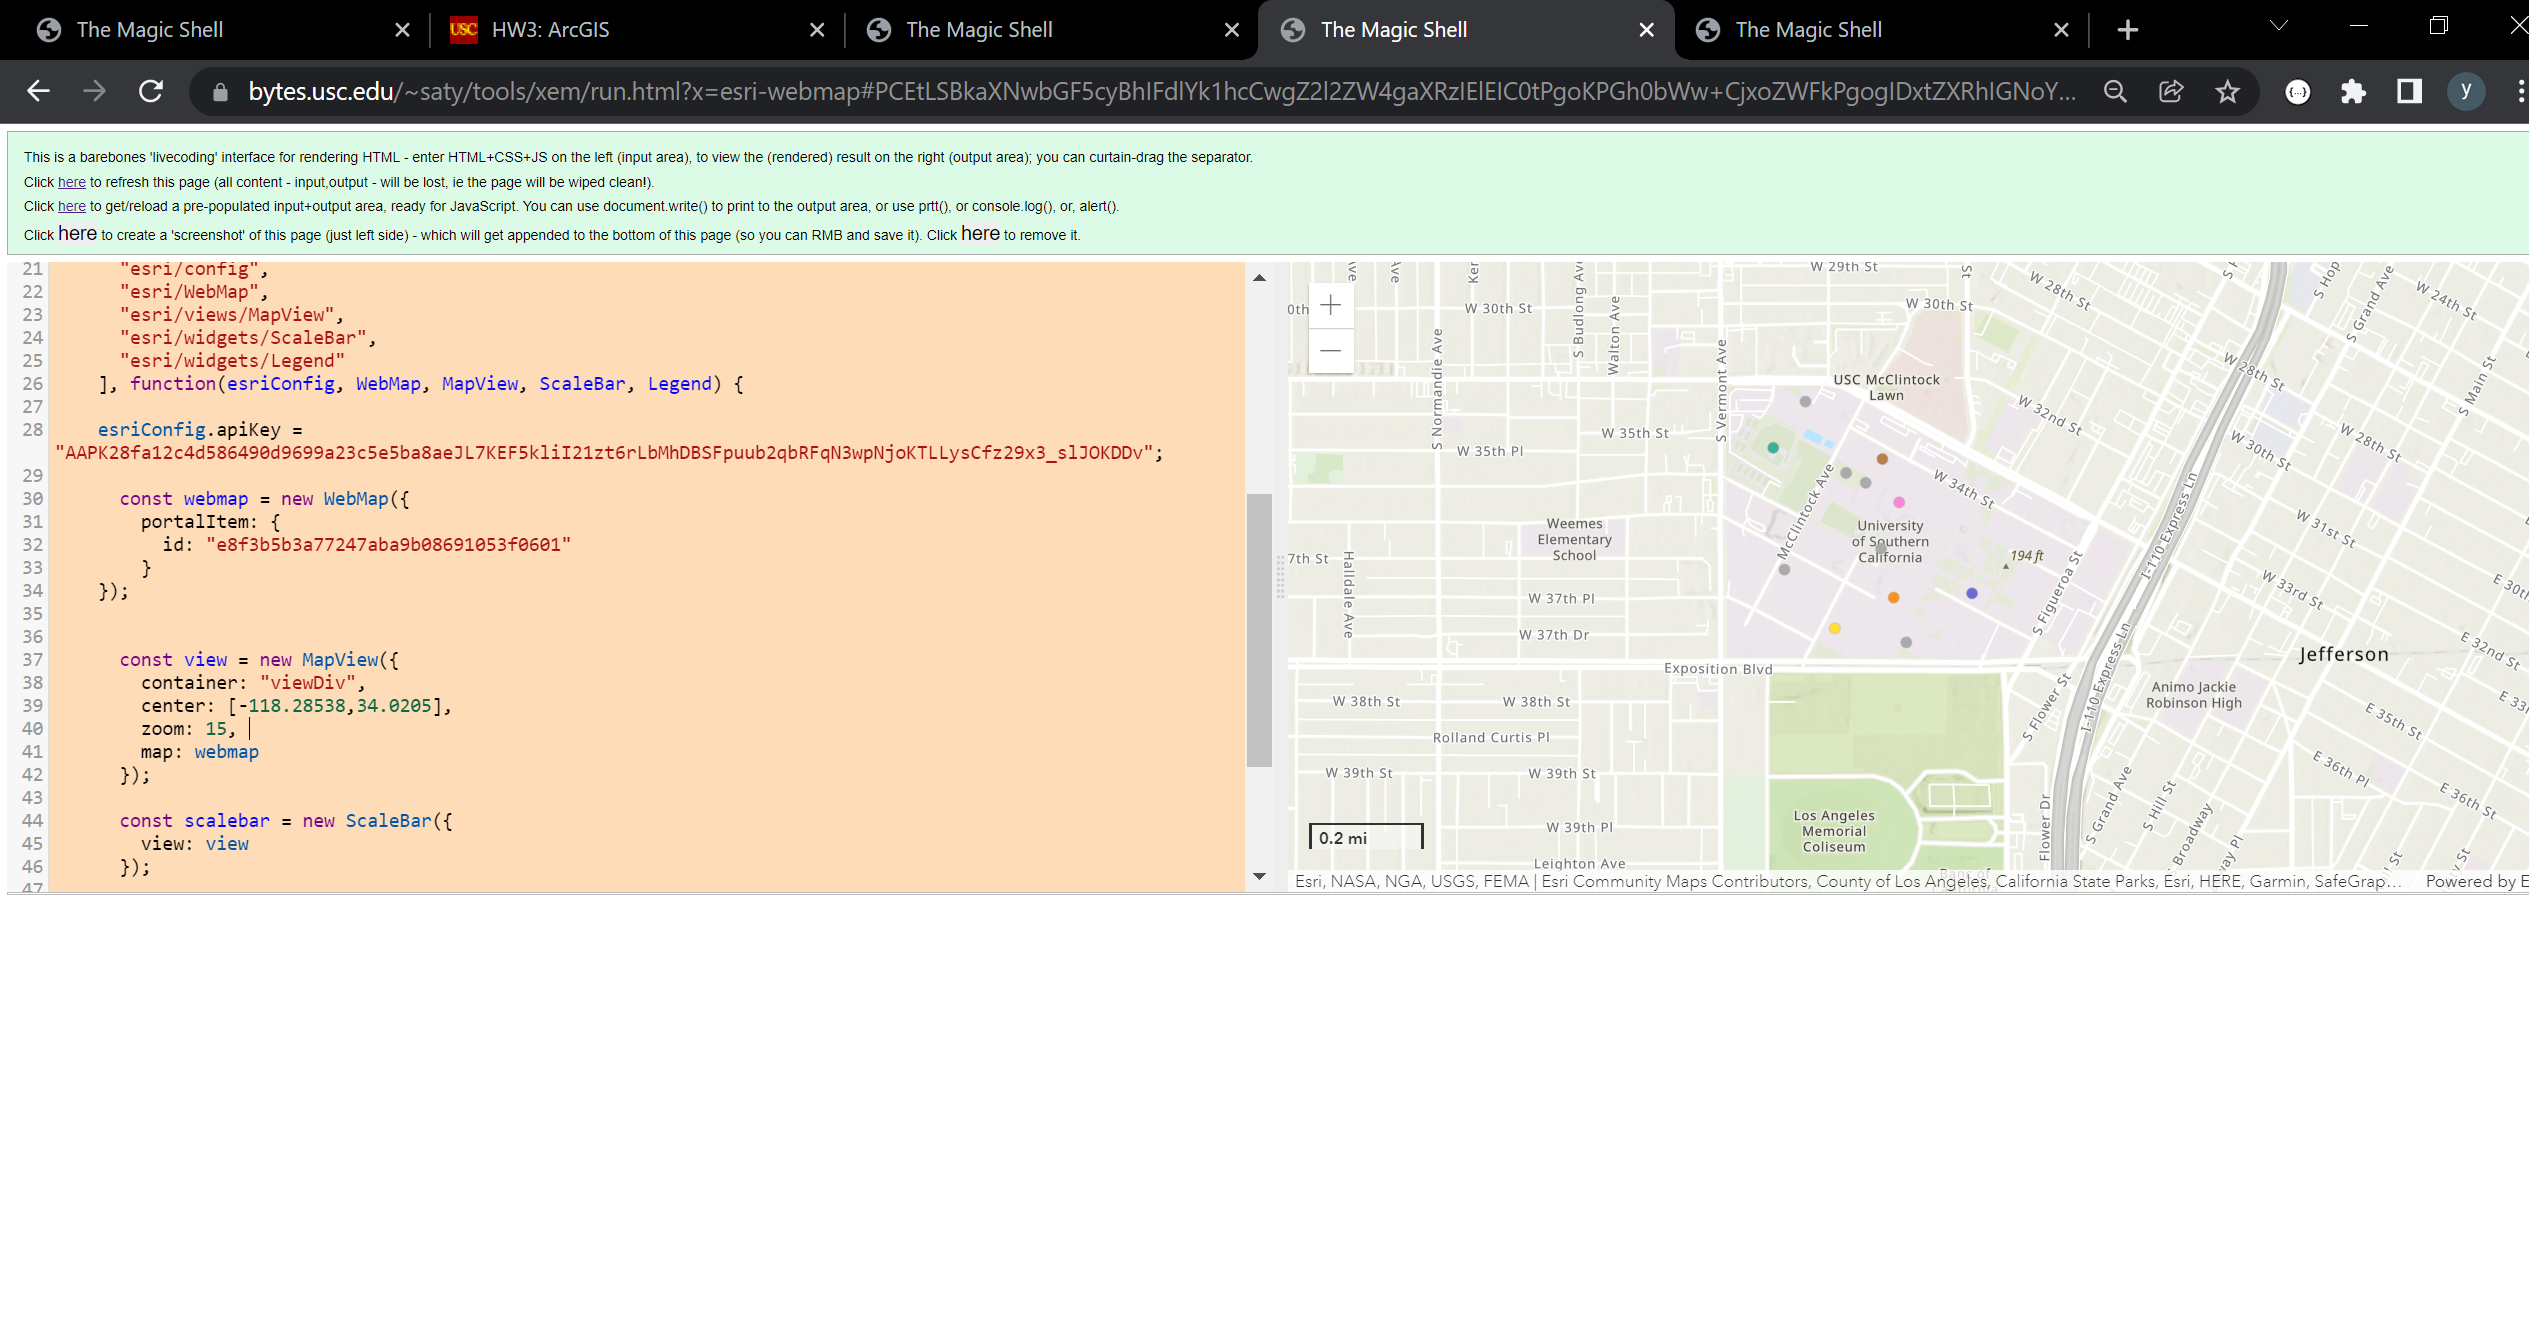 The Magic Shell
HW3: ArcGIS
The Magic Shell
The Magic Shell
The Magic Shell
bytes.usc.edu/~saty/tools/xem/run.html?x=esri-webmap#PCEtLSBkaXNwbGF5cyBhIFdlYk1hcCwgZ2l2ZW4gaXRzIElEIC0tPgoKPGh0bWw+CjxoZWFkPgogIDxtZXRhIGNoY...
y
This is a barebones 'livecoding' interface for rendering HTML - enter HTML+CSS+JS on the left (input area), to view the (rendered) result on the right (output area); you can curtain-drag the separator.
Click here to refresh this page (all content - input,output - will be lost, ie the page will be wiped clean!).
Click here to get/reload a pre-populated input+output area, ready for JavaScript. You can use document.write() to print to the output area, or use prtt(), or console.log(), or, alert().
Click here to create a 'screenshot' of this page (just left side) - which will get appended to the bottom of this page (so you can RMB and save it). Click here to remove it.
21 "esri/config",
22 "esri/WebMap",
23 "esri/views/MapView",
24 "esri/widgets/ScaleBar",
25 "esri/widgets/Legend"
26 ], function(esriConfig, WebMap, MapView, ScaleBar, Legend) {
27
28 esriConfig.apiKey =
"AAPK28fa12c4d586490d9699a23c5e5ba8aeJL7KEF5kliI21zt6rLbMhDBSFpuub2qbRFqN3wpNjoKTLLysCfz29x3_slJOKDDv";
29
30 const webmap = new WebMap({
31 portalItem: {
32 id: "e8f3b5b3a77247aba9b08691053f0601"
33 }
34 });
35
36
37 const view = new MapView({
38 container: "viewDiv",
39 center: [-118.28538,34.0205],
40 zoom: 15,
41 map: webmap
42 });
43
44 const scalebar = new ScaleBar({
45 view: view
46 });
47
W 29th St
W 30th St
W 30th St
W 28th St
W 24th St
S Grand Ave
S Hop
Ave
Ave
Ker
S Budlong Av
Walton Ave
0th
St
S Normandie Ave
S Vermont Ave
USC McClintock
Lawn
W 28th St
S Main St
W 32nd St
W 35th St
W 35th Pl
W 30th St
W 28th St
McClintock Ave
W 34th St
I-110 Express Ln
Weemes
Elementary
School
University
of Southern
California
194 ft
W 31st St
7th St
Halldale Ave
W 33rd St
E 30th
S Figueroa St
W 37th Pl
W 37th Dr
Exposition Blvd
I-110 Express Ln
Jefferson
E 32nd St
Animo Jackie
Robinson High
E 33r
W 38th St
W 38th St
S Flower St
E 35th St
Rolland Curtis Pl
W 39th St
W 39th St
E 36th Pl
E 36th St
S Grand Ave
S Hill St
Broadway
way Pl
Flower Dr
Los Angeles
Memorial
Coliseum
0.2 mi
W 39th Pl
Leighton Ave
Esri, NASA, NGA, USGS, FEMA | Esri Community Maps Contributors, County of Los Angeles, California State Parks, Esri, HERE, Garmin, SafeGrap...
Powered by E